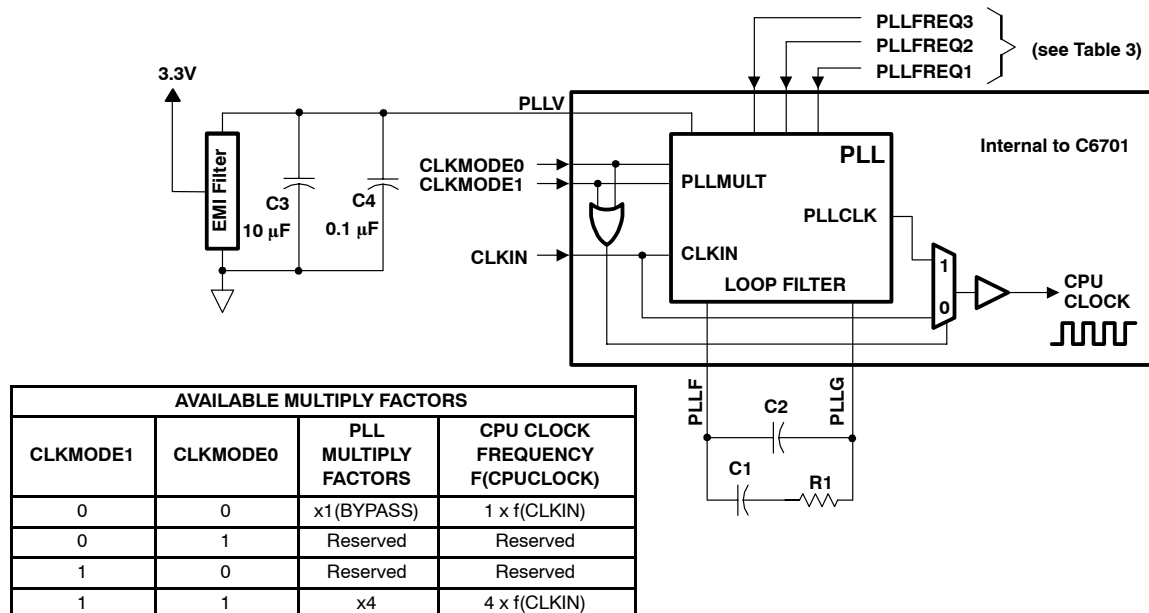 PLLFREQ3
PLLFREQ2
PLLFREQ1
(see Table 3)
3.3V
PLLV
EMI Filter
C3
10 μF
C4
0.1 μF
CLKMODE0
CLKMODE1
CLKIN
PLL
PLLMULT
PLLCLK
CLKIN
LOOP FILTER
Internal to C6701
1
0
CPU
CLOCK
PLLF
PLLG
C2
C1
R1
AVAILABLE MULTIPLY FACTORS
CLKMODE1 CLKMODE0 PLL MULTIPLY FACTORS CPU CLOCK FREQUENCY F(CPUCLOCK)
0 0 x1(BYPASS) 1 x f(CLKIN)
0 1 Reserved Reserved
1 0 Reserved Reserved
1 1 x4 4 x f(CLKIN)